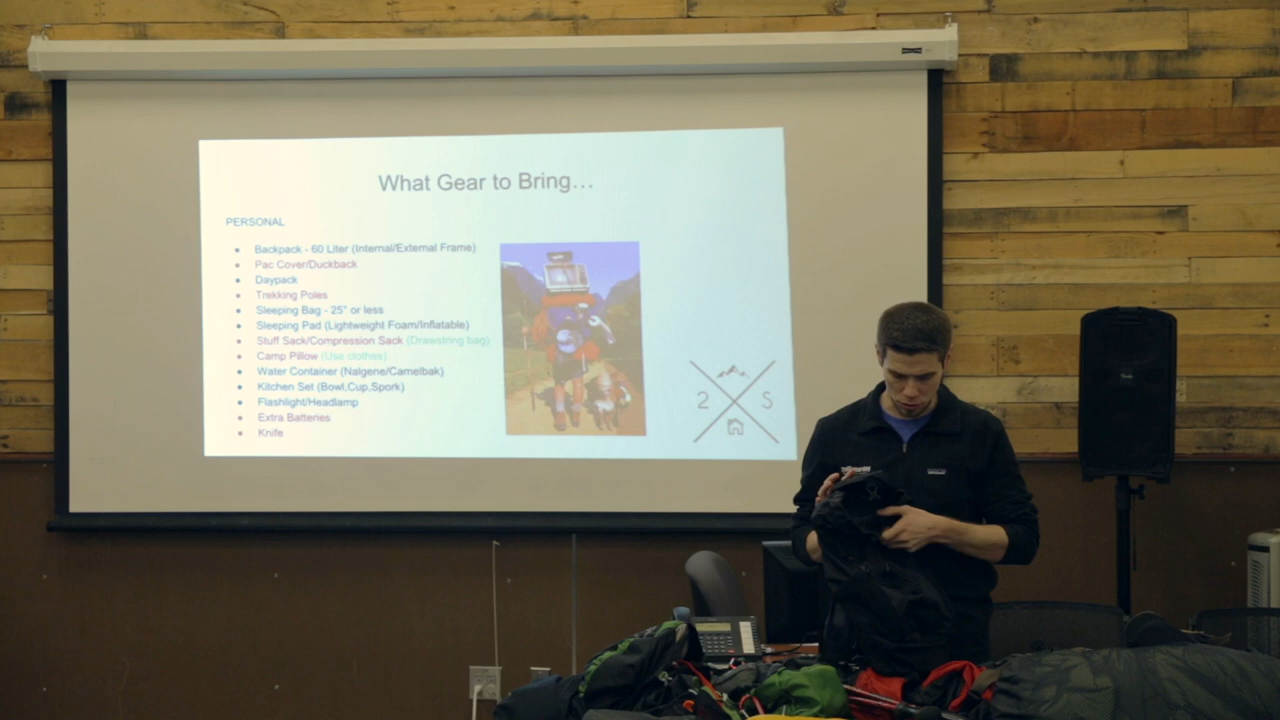 What Gear to Bring...
PERSONAL
Backpack - 60 Liter (Internal/External Frame)
Pac Cover/Duckback
Daypack
Trekking Poles
Sleeping Bag - 25° or less
Sleeping Pad (Lightweight Foam/Inflatable)
Stuff Sack/Compression Sack (Drawstring bag)
Camp Pillow (Use clothes)
Water Container (Nalgene/Camelbak)
Kitchen Set (Bowl,Cup,Spork)
Flashlight/Headlamp
Extra Batteries
Knife
2 S